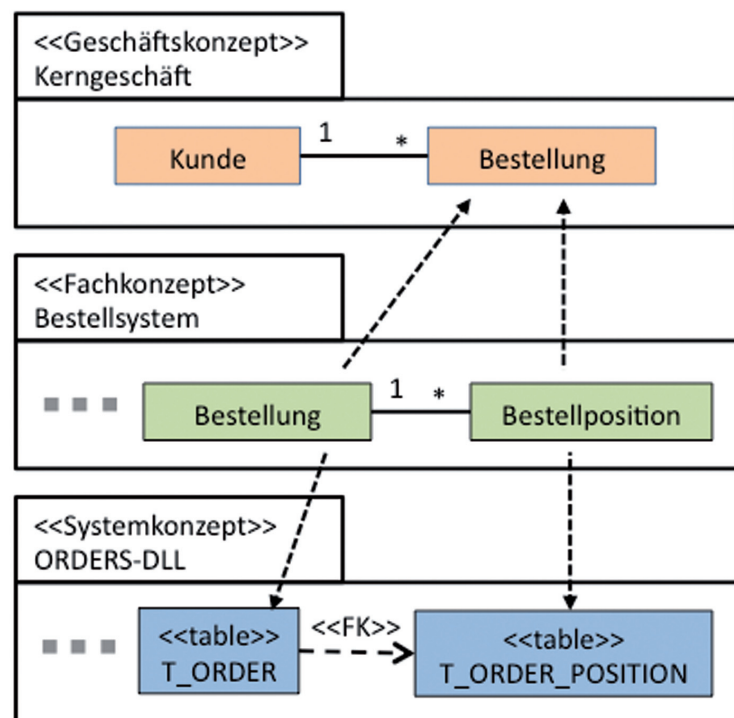 <<Geschäftskonzept>>
Kerngeschäft
Kunde
1
*
Bestellung
<<Fachkonzept>>
Bestellsystem
Bestellung
1
*
Bestellposition
<<Systemkonzept>>
ORDERS-DLL
<<table>>
T_ORDER
<<FK>>
<<table>>
T_ORDER_POSITION